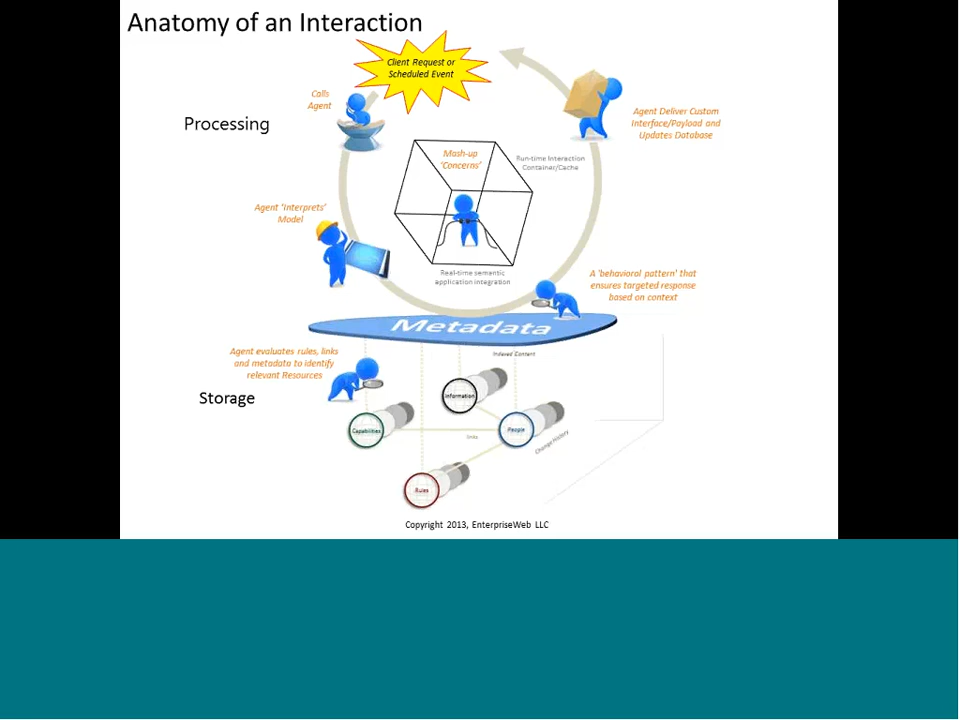 Anatomy of an Interaction
Client Request or
Scheduled Event
Calls
Agent
Processing
Agent Deliver Custom
Interface/Payload and
Updates Database
Mash-up
'Concerns'
Run-time Interaction
Container/Cache
Agent 'Interprets'
Model
Real-time semantic
application integration
A 'behavioral pattern' that
ensures targeted response
based on context
Metadata
Indexed Content
Agent evaluates rules, links
and metadata to identify
relevant Resources
Storage
Information
Capabilities
links
People
Change History
Rules
Copyright 2013, EnterpriseWeb LLC